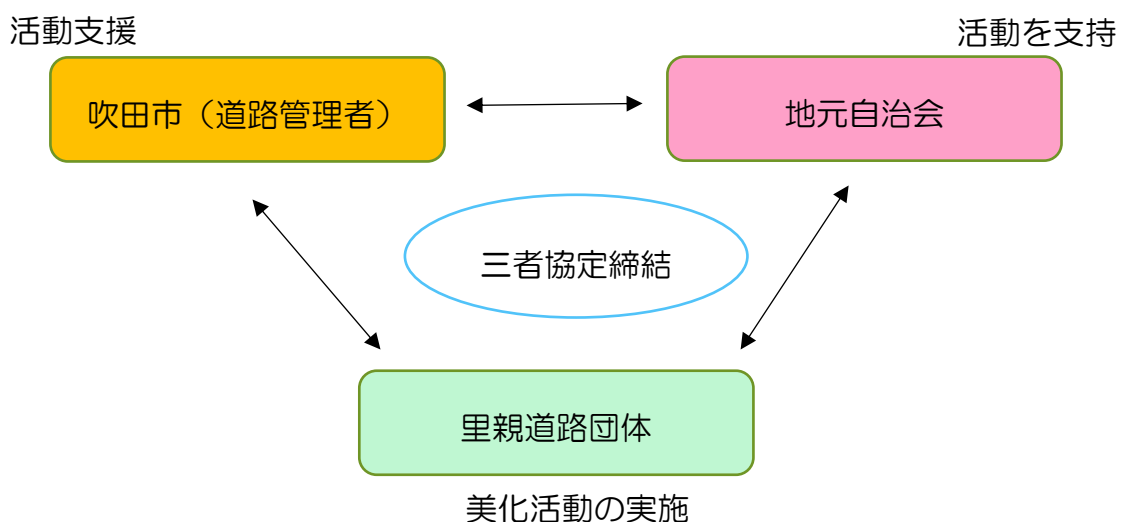 活動支援
活動を支持
吹田市（道路管理者）
地元自治会
三者協定締結
里親道路団体
美化活動の実施